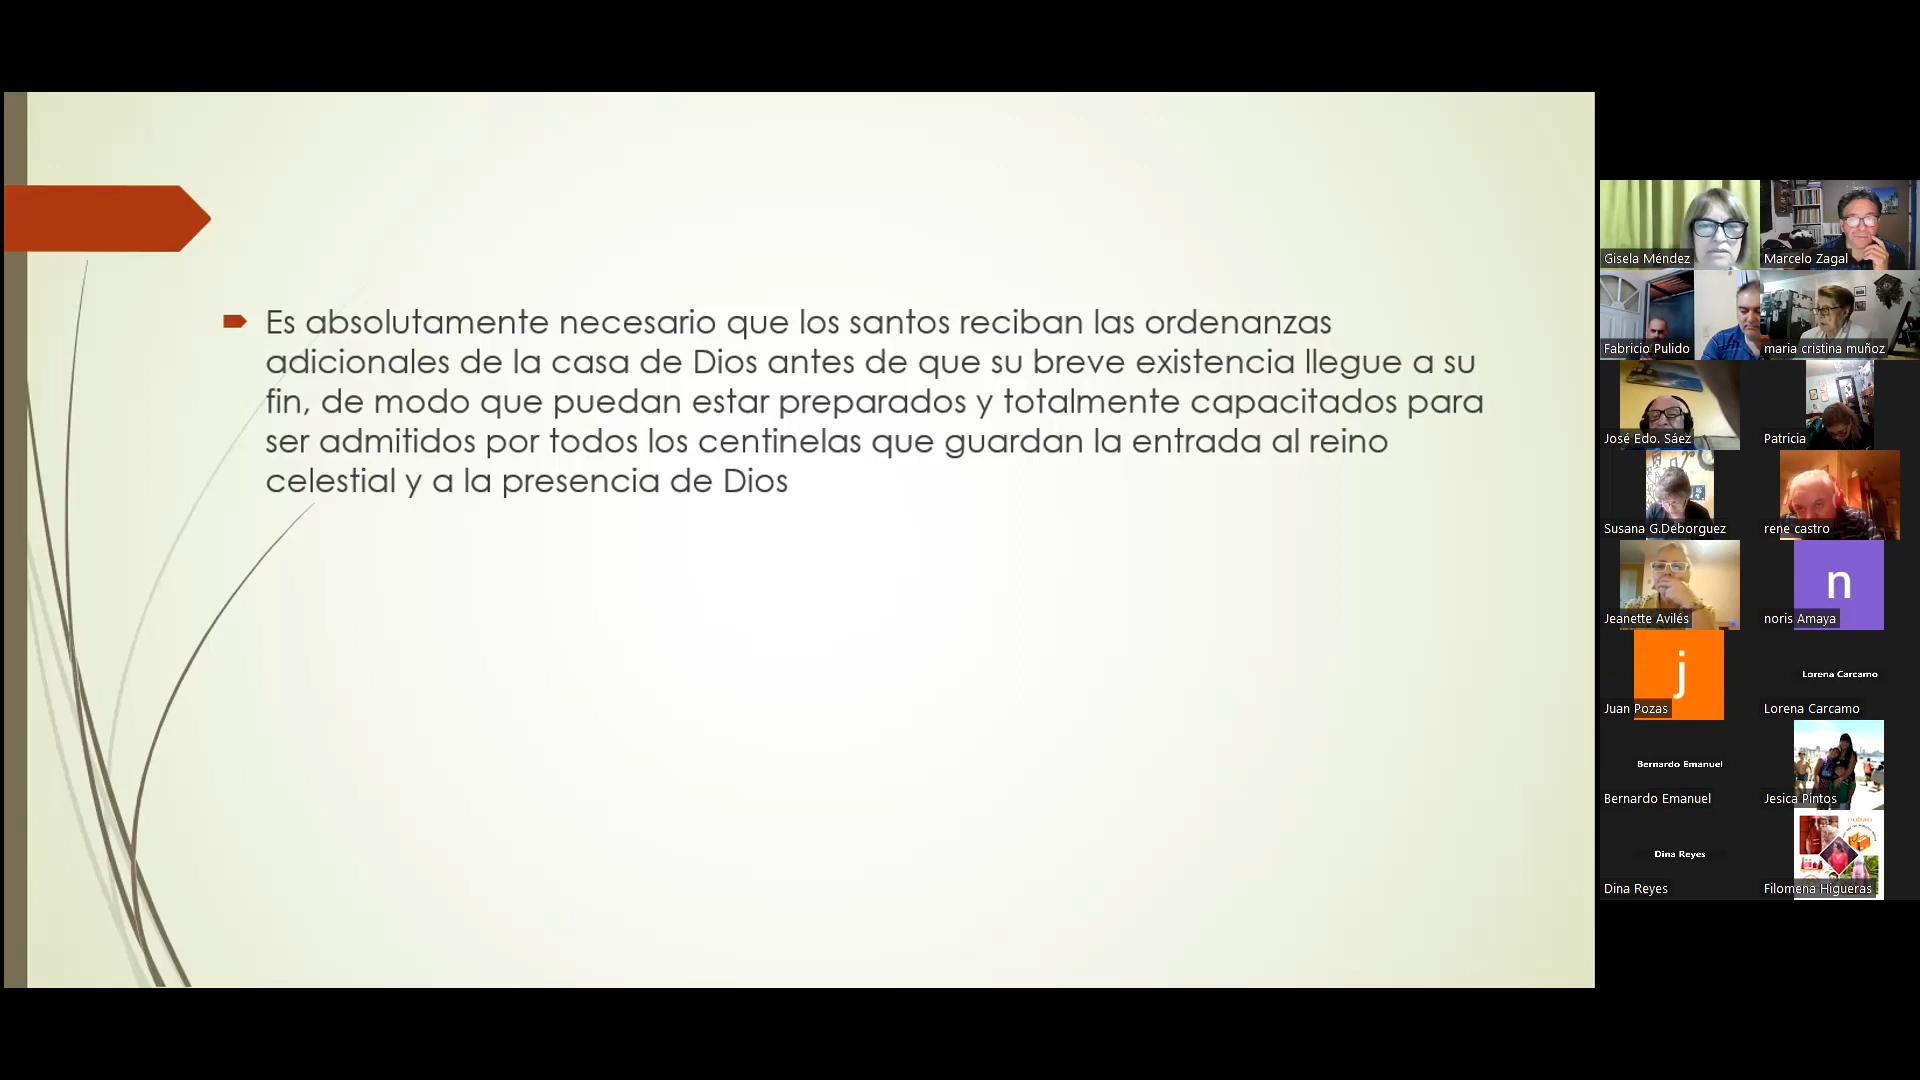 Es absolutamente necesario que los santos reciban las ordenanzas
adicionales de la casa de Dios antes de que su breve existencia llegue a su
fin, de modo que puedan estar preparados y totalmente capacitados para
ser admitidos por todos los centinelas que guardan la entrada al reino
celestial y a la presencia de Dios
Gisela Méndez
Marcelo Zagal
Fabricio Pulido
maria cristina muñoz
José Edo. Sáez
Patricia
Susana G.Deborguez
rene castro
Jeanette Avilés
n
noris Amaya
j
Juan Pozas
Lorena Carcamo
Lorena Carcamo
Bernardo Emanuel
Bernardo Emanuel
Jesica Pintos
Dina Reyes
Dina Reyes
Filomena Higueras